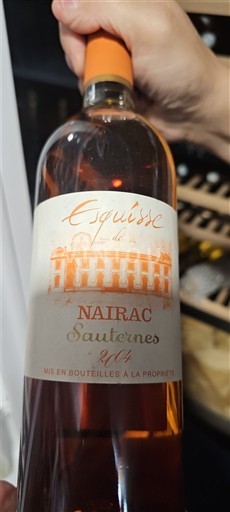 Esquisse
de
NAIRAC
Sauternes
2004
MIS EN BOUTEILLES À LA PROPRIÉTÉ